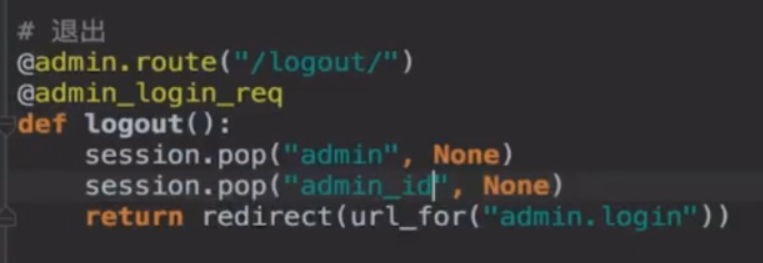 # 退出
@admin.route("/logout/")
@admin_login_req
def logout():
    session.pop("admin", None)
    session.pop("admin_id", None)
    return redirect(url_for("admin.login"))